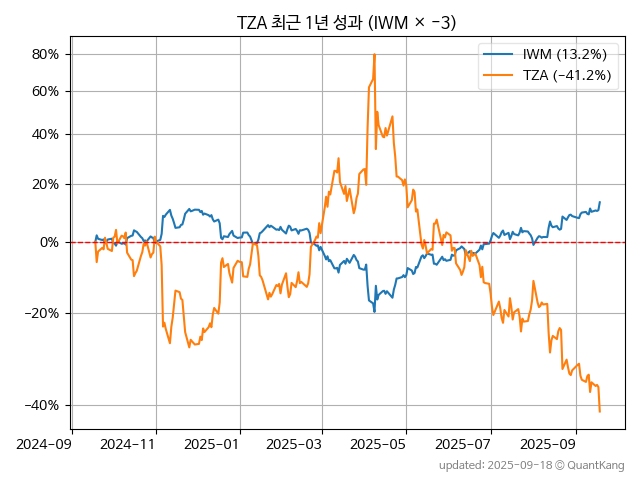 TZA 최근 1년 성과 (IWM × −3)
IWM (13.2%)
TZA (−41.2%)
80%
60%
40%
20%
0%
−20%
−40%
2024-09 2024-11 2025-01 2025-03 2025-05 2025-07 2025-09
updated: 2025-09-18 © QuantKang